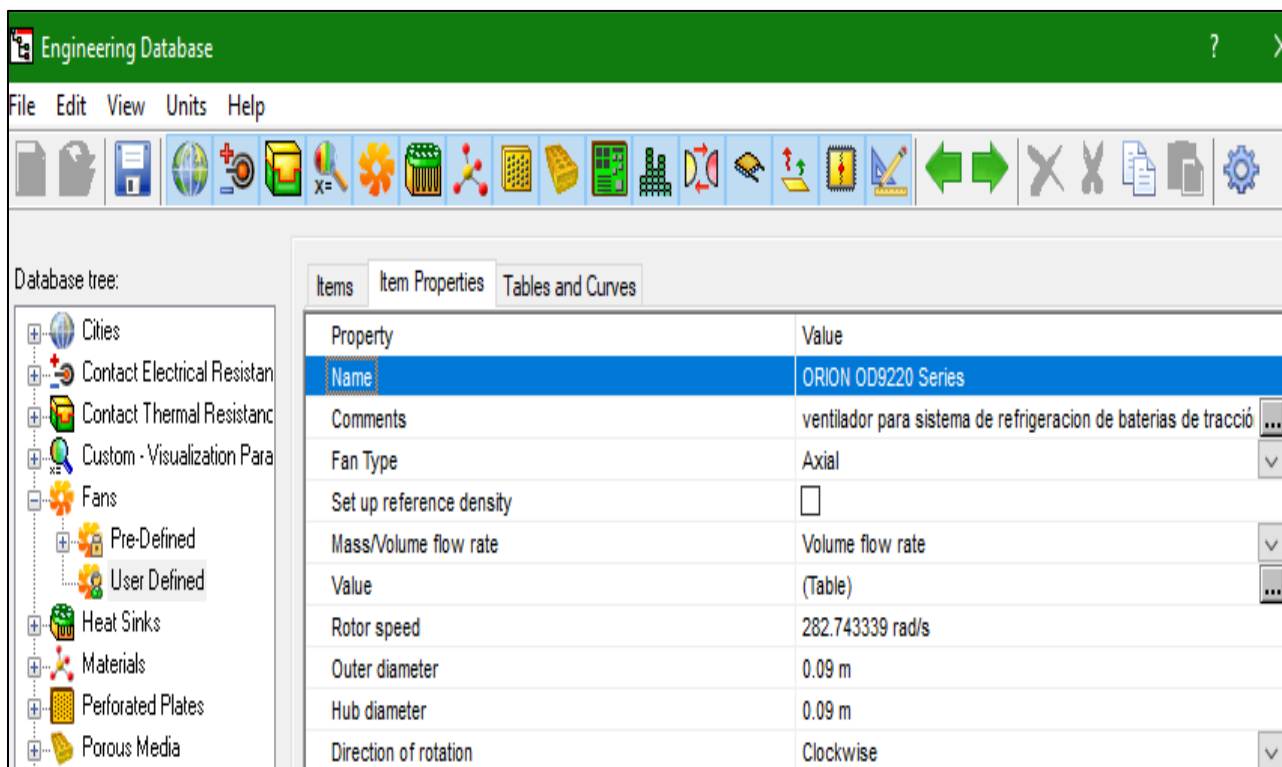 Engineering Database ?
File Edit View Units Help
X=
Database tree:
Items Item Properties Tables and Curves
Cities
Contact Electrical Resistan
Contact Thermal Resistanc
Custom - Visualization Para
Fans
Pre-Defined
User Defined
Heat Sinks
Materials
Perforated Plates
Porous Media
Property Value
Name ORION OD9220 Series
Comments ventilador para sistema de refrigeracion de baterias de tracció ...
Fan Type Axial
Set up reference density
Mass/Volume flow rate Volume flow rate
Value (Table) ...
Rotor speed 282.743339 rad/s
Outer diameter 0.09 m
Hub diameter 0.09 m
Direction of rotation Clockwise